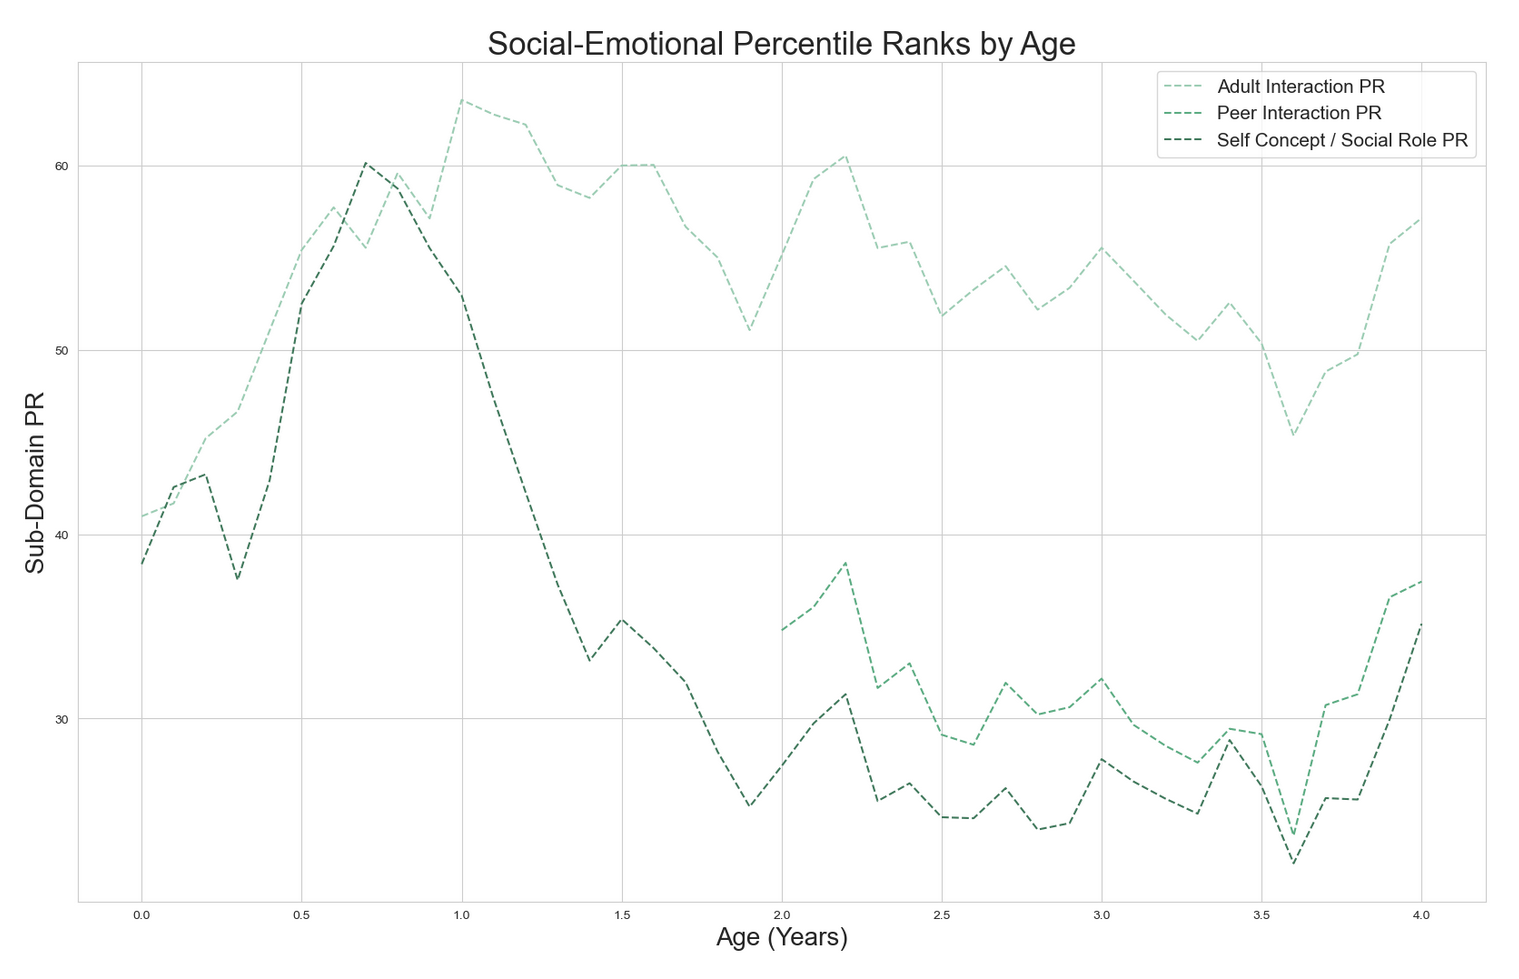 Social-Emotional Percentile Ranks by Age
Adult Interaction PR
Peer Interaction PR
Self Concept / Social Role PR
60
50
40
30
Sub-Domain PR
0.0 0.5 1.0 1.5 2.0 2.5 3.0 3.5 4.0
Age (Years)